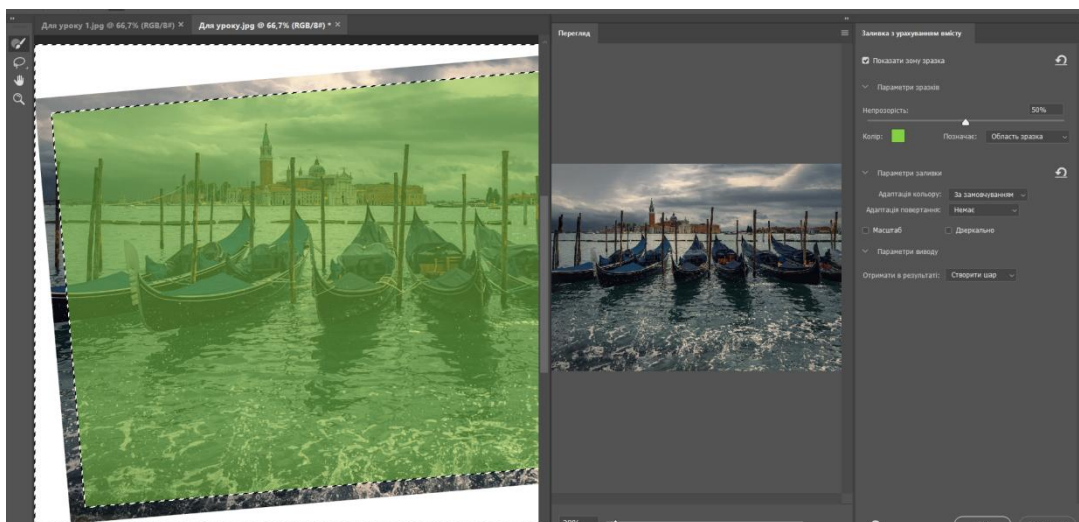 Для уроку 1.jpg @ 66,7% (RGB/8#) ×
Для уроку.jpg @ 66,7% (RGB/8#) * ×
Перегляд
Заливка з урахуванням вмісту
Показати зону зразка
Параметри зразків
Непрозорість: 50%
Колір: Позначає: Область зразка
Параметри заливки
Адаптація кольору: За замовчуванням
Адаптація повертання: Немає
Масштаб Дзеркально
Параметри виводу
Отримати в результаті: Створити шар